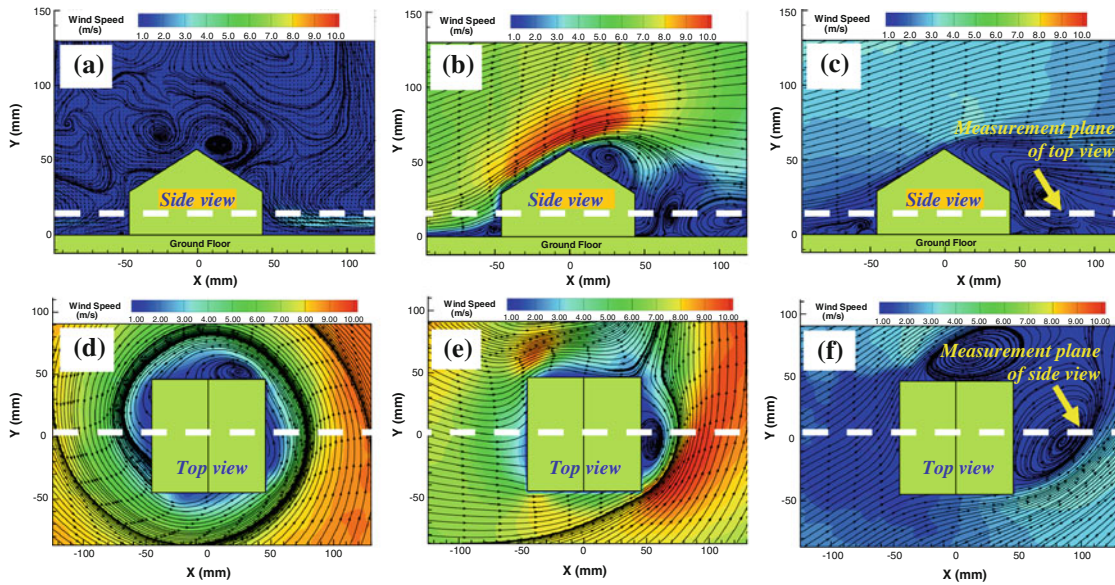 Wind Speed
(m/s)
1.0 2.0 3.0 4.0 5.0 6.0 7.0 8.0 9.0 10.0
150
100
50
0
Y (mm)
(a)
Side view
Ground Floor
-50 0 50 100
X (mm)
Wind Speed
(m/s)
1.0 2.0 3.0 4.0 5.0 6.0 7.0 8.0 9.0 10.0
150
100
50
0
Y (mm)
(b)
Side view
Ground Floor
-50 0 50 100
X (mm)
Wind Speed
(m/s)
1.0 2.0 3.0 4.0 5.0 6.0 7.0 8.0 9.0 10.0
150
100
50
0
Y (mm)
(c)
Measurement plane
of top view
Side view
Ground Floor
-50 0 50 100
X (mm)
Wind Speed
(m/s)
1.00 2.00 3.00 4.00 5.00 6.00 7.00 8.00 9.00 10.00
100
50
0
-50
Y (mm)
(d)
Top view
-100 -50 0 50 100
X (mm)
Wind Speed
(m/s)
1.00 2.00 3.00 4.00 5.00 6.00 7.00 8.00 9.00 10.00
100
50
0
-50
Y (mm)
(e)
Top view
-100 -50 0 50 100
X (mm)
Wind Speed
(m/s)
1.00 2.00 3.00 4.00 5.00 6.00 7.00 8.00 9.00 10.00
100
50
0
-50
Y (mm)
(f)
Measurement plane
of side view
Top view
-100 -50 0 50 100
X (mm)